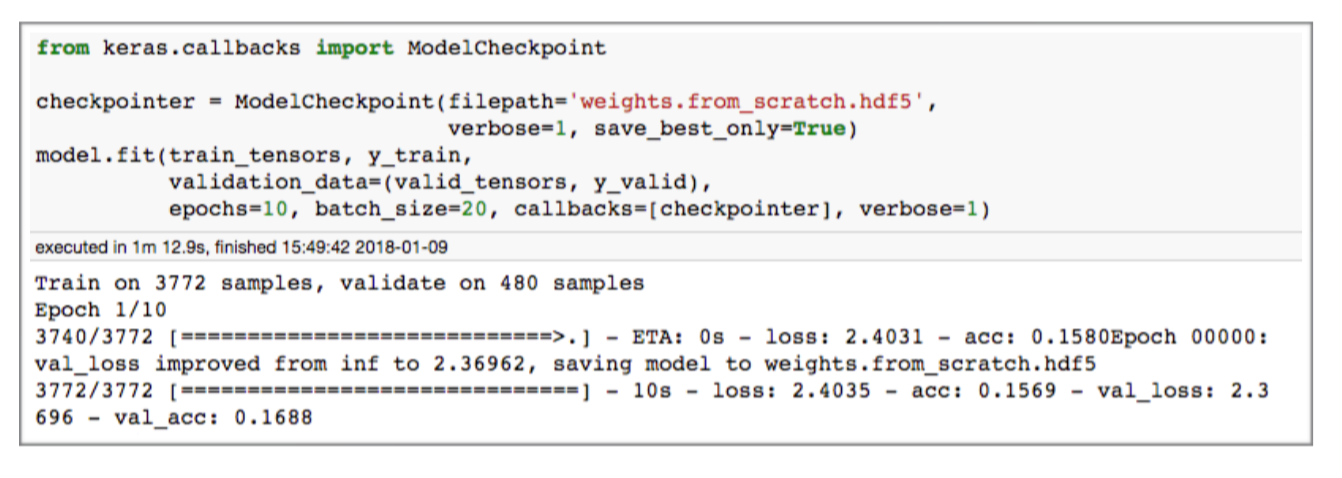 from keras.callbacks import ModelCheckpoint
checkpointer = ModelCheckpoint(filepath='weights.from_scratch.hdf5',
verbose=1, save_best_only=True)
model.fit(train_tensors, y_train,
validation_data=(valid_tensors, y_valid),
epochs=10, batch_size=20, callbacks=[checkpointer], verbose=1)
executed in 1m 12.9s, finished 15:49:42 2018-01-09
Train on 3772 samples, validate on 480 samples
Epoch 1/10
3740/3772 [============================>.] - ETA: 0s - loss: 2.4031 - acc: 0.1580Epoch 00000:
val_loss improved from inf to 2.36962, saving model to weights.from_scratch.hdf5
3772/3772 [==============================] - 10s - loss: 2.4035 - acc: 0.1569 - val_loss: 2.3
696 - val_acc: 0.1688